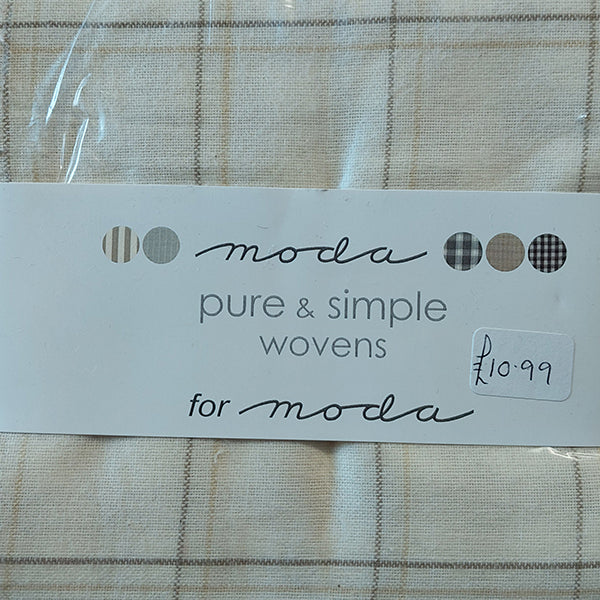 moda
pure & simple
wovens
£10.99
for moda